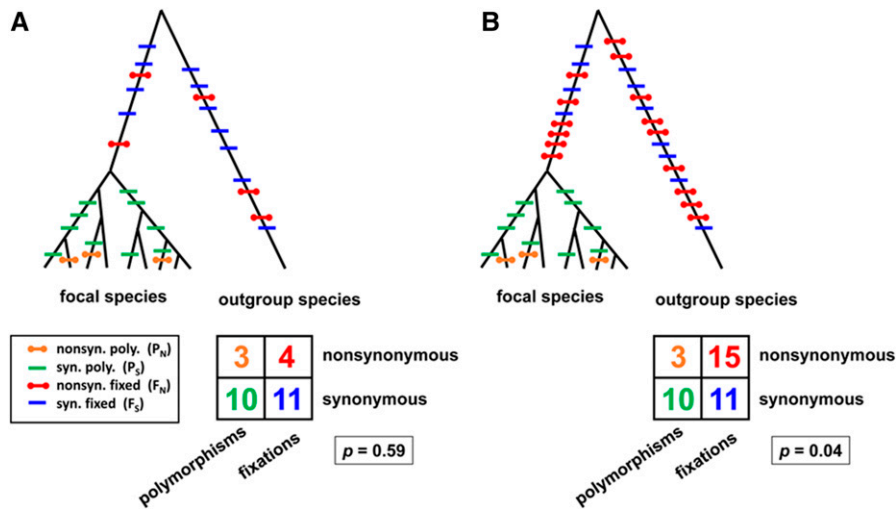 A
B
focal species
outgroup species
focal species
outgroup species
nonsyn. poly. (PN)
syn. poly. (PS)
nonsyn. fixed (FN)
syn. fixed (FS)
3 4 nonsynonymous
10 11 synonymous
polymorphisms
fixations
p = 0.59
3 15 nonsynonymous
10 11 synonymous
polymorphisms
fixations
p = 0.04